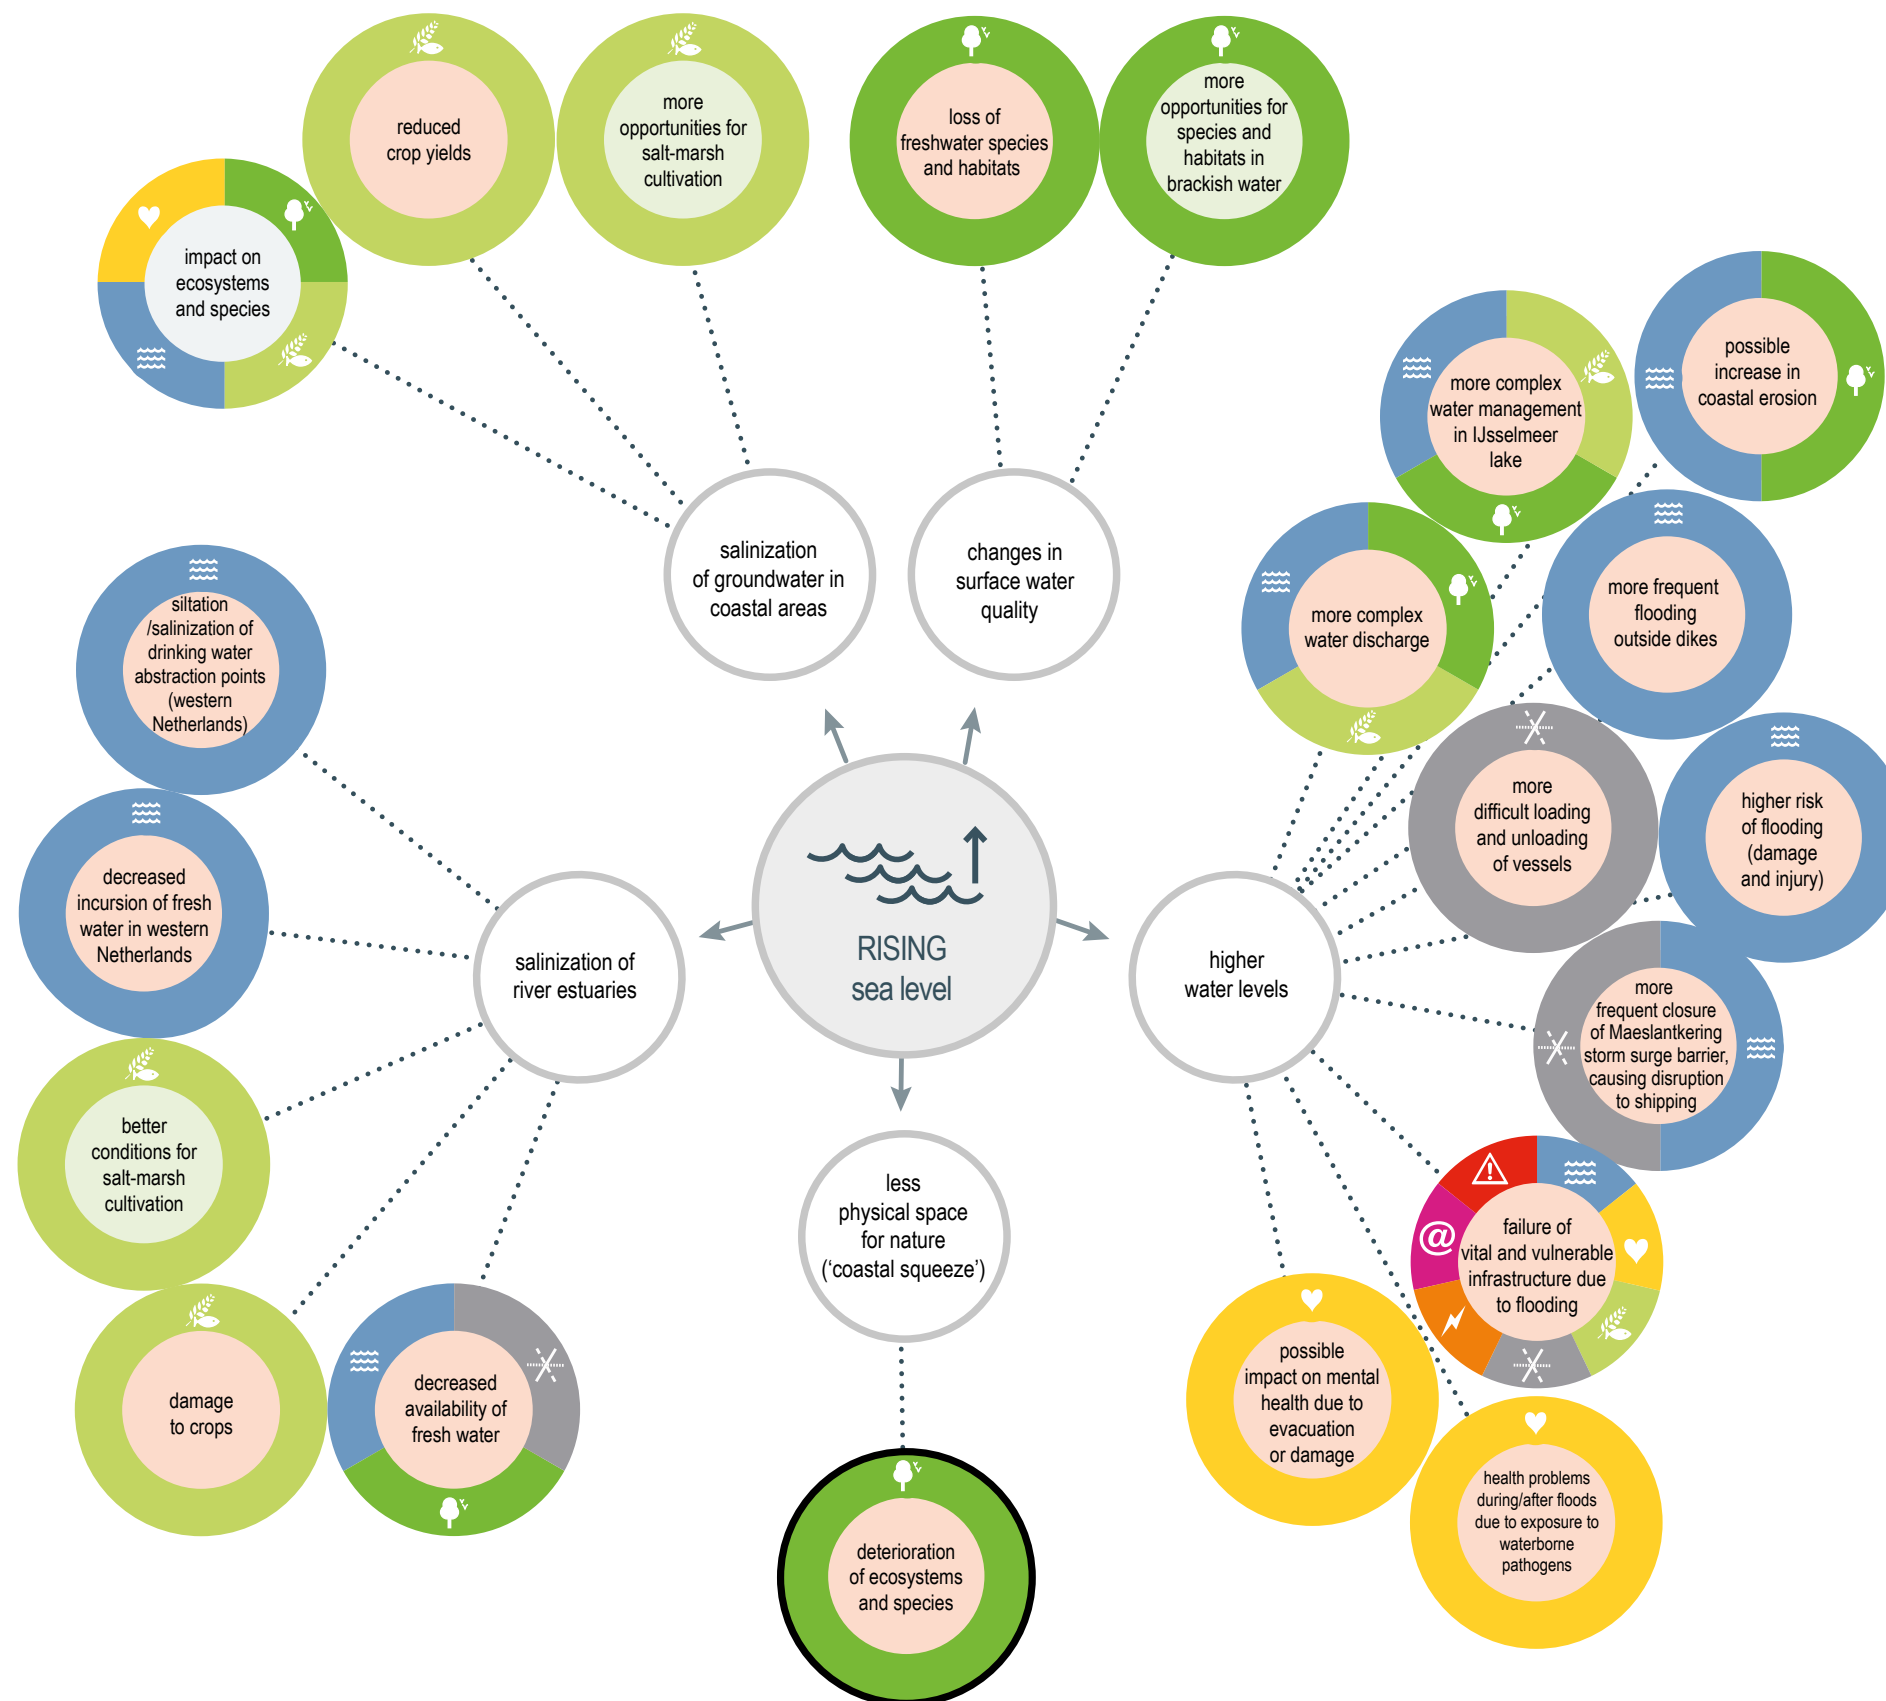 reduced
crop yields
more
opportunities for
salt-marsh
cultivation
loss of
freshwater species
and habitats
more
opportunities for
species and
habitats in
brackish water
impact on
ecosystems
and species
possible
increase in
coastal erosion
more complex
water management
in IJsselmeer
lake
salinization
of groundwater in
coastal areas
changes in
surface water
quality
more complex
water discharge
more frequent
flooding
outside dikes
siltation
/salinization of
drinking water
abstraction points
(western
Netherlands)
more
difficult loading
and unloading
of vessels
higher risk
of flooding
(damage
and injury)
decreased
incursion of fresh
water in western
Netherlands
salinization of
river estuaries
RISING
sea level
higher
water levels
more
frequent closure
of Maeslantkering
storm surge barrier,
causing disruption
to shipping
better
conditions for
salt-marsh
cultivation
less
physical space
for nature
(‘coastal squeeze’)
@
failure of
vital and vulnerable
infrastructure due
to flooding
damage
to crops
decreased
availability of
fresh water
possible
impact on mental
health due to
evacuation
or damage
health problems
during/after floods
due to exposure to
waterborne
pathogens
deterioration
of ecosystems
and species